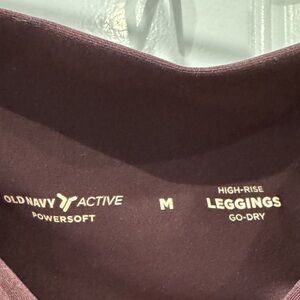 OLD NAVY ACTIVE
POWERSOFT
M
HIGH-RISE
LEGGINGS
GO-DRY